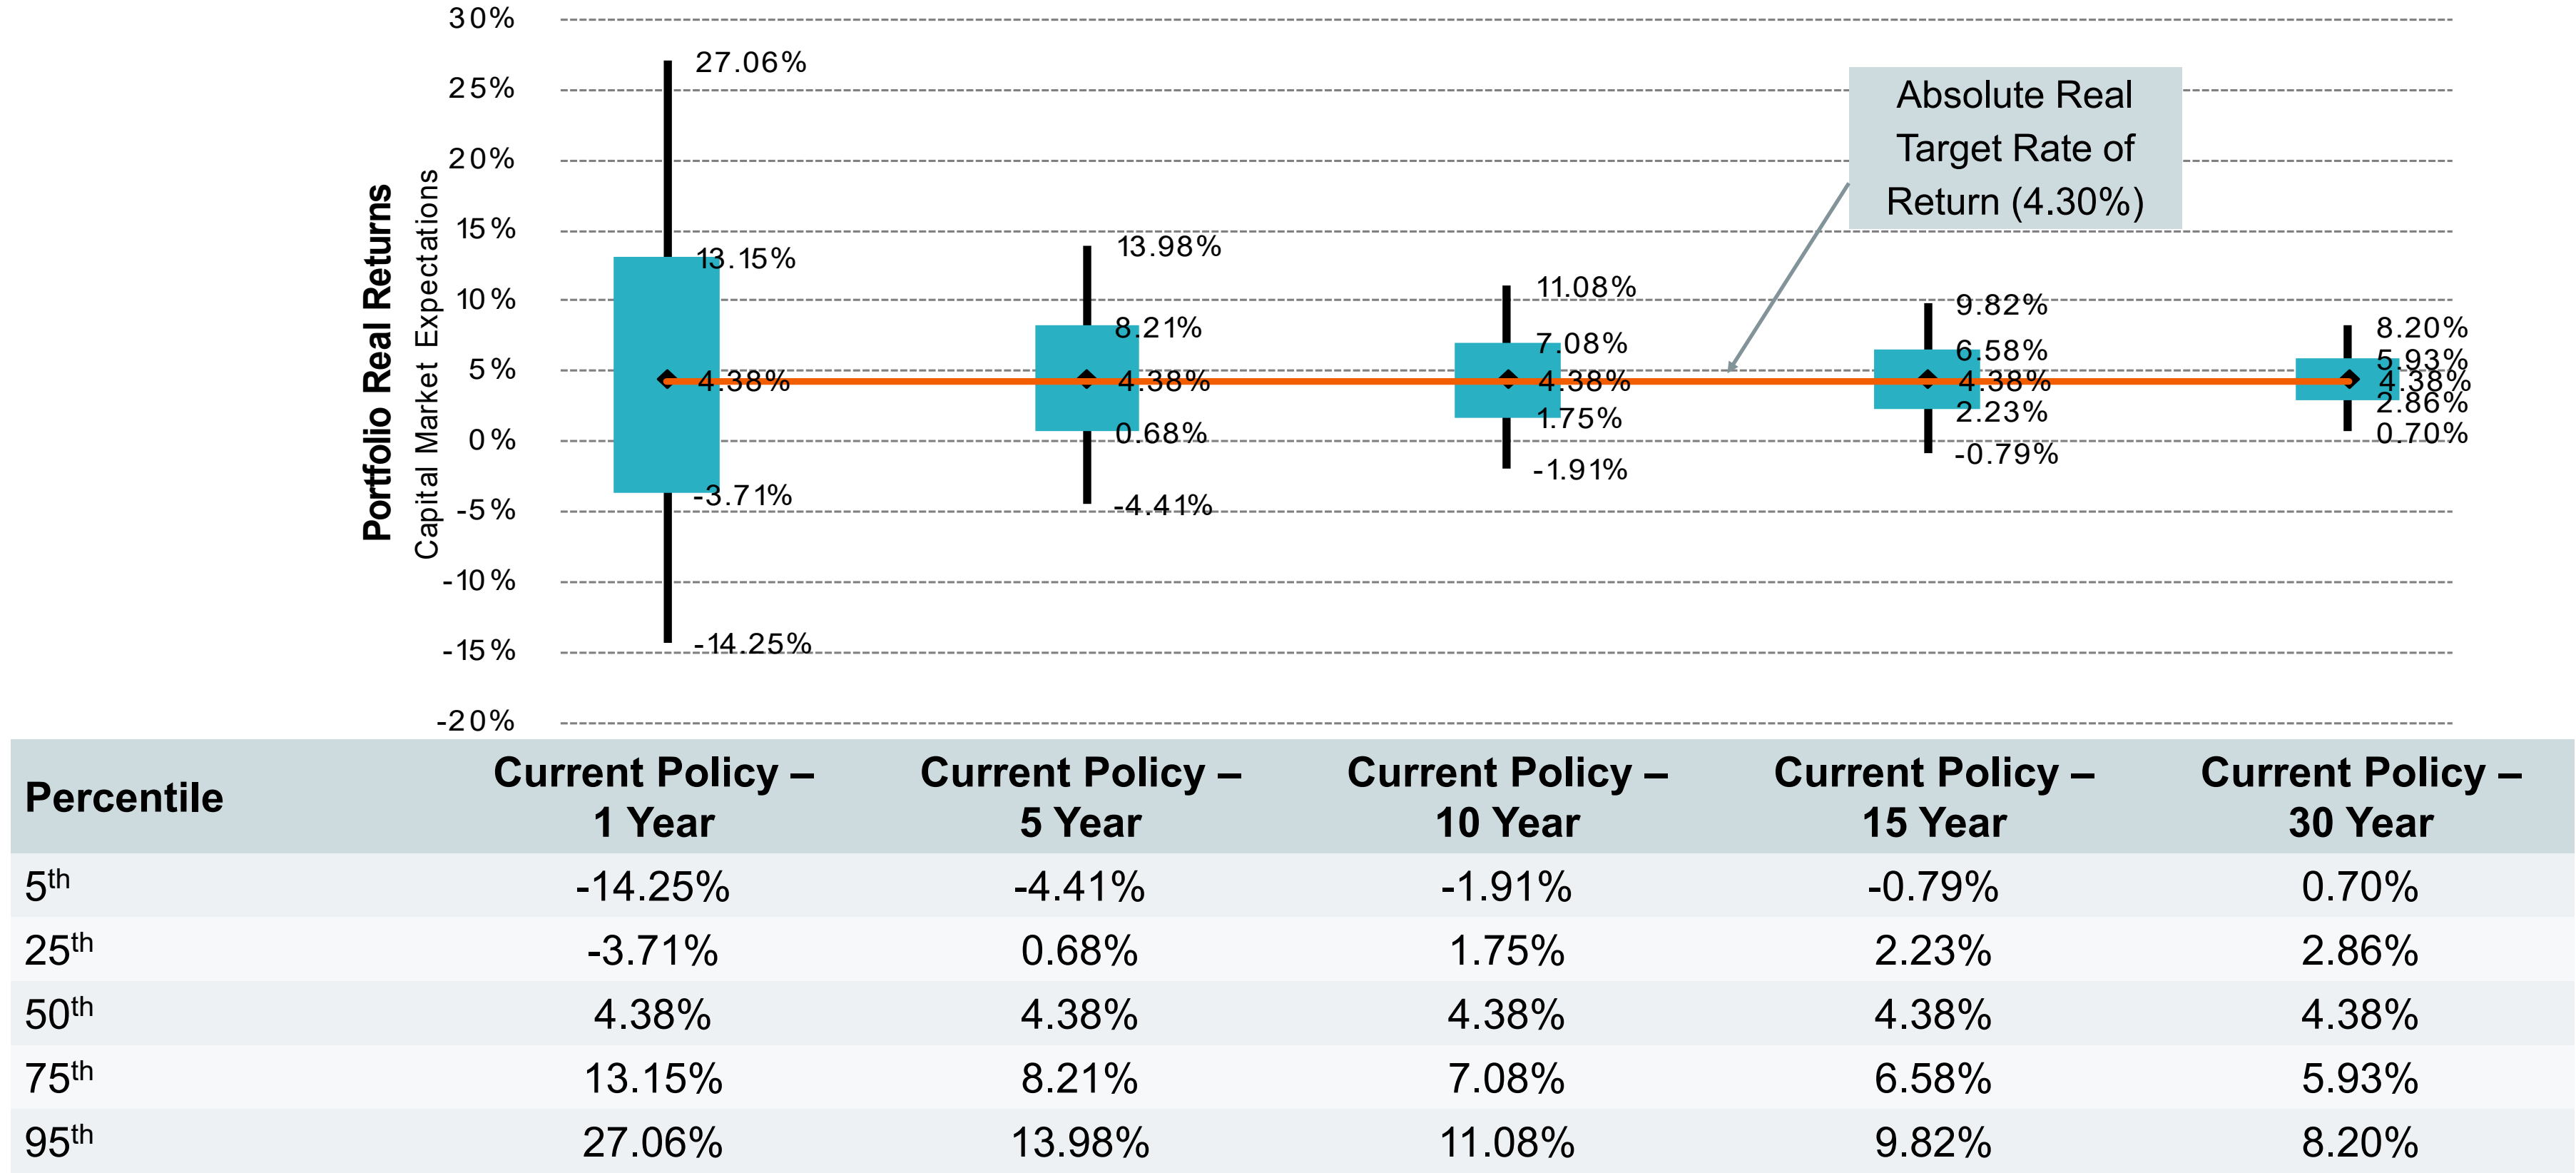 30%
25%
20%
15%
10%
5%
0%
-5%
-10%
-15%
-20%
Portfolio Real Returns
Capital Market Expectations
27.06%
13.15%
4.38%
-3.71%
-14.25%
13.98%
8.21%
4.38%
0.68%
-4.41%
11.08%
7.08%
4.38%
1.75%
-1.91%
9.82%
6.58%
4.38%
2.23%
-0.79%
8.20%
5.93%
4.38%
2.86%
0.70%
Absolute Real
Target Rate of
Return (4.30%)
Percentile
Current Policy –
1 Year
Current Policy –
5 Year
Current Policy –
10 Year
Current Policy –
15 Year
Current Policy –
30 Year
5th -14.25% -4.41% -1.91% -0.79% 0.70%
25th -3.71% 0.68% 1.75% 2.23% 2.86%
50th 4.38% 4.38% 4.38% 4.38% 4.38%
75th 13.15% 8.21% 7.08% 6.58% 5.93%
95th 27.06% 13.98% 11.08% 9.82% 8.20%